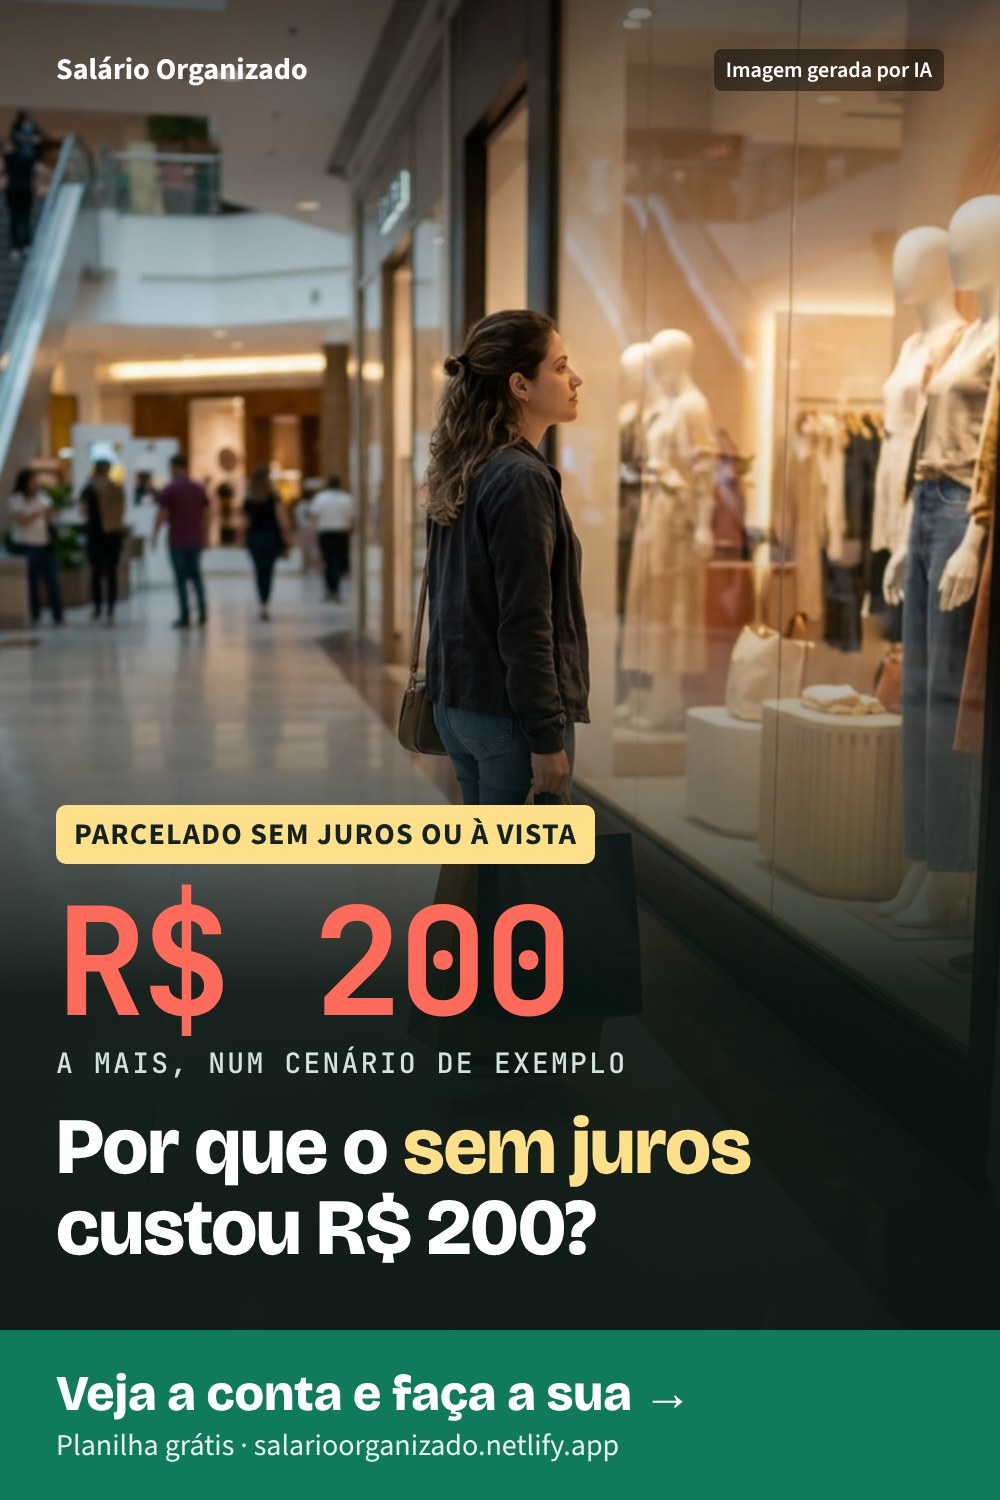 Salário Organizado
Imagem gerada por IA
PARCELADO SEM JUROS OU À VISTA
R$ 200
A MAIS, NUM CENÁRIO DE EXEMPLO
Por que o sem juros
custou R$ 200?
Veja a conta e faça a sua →
Planilha grátis · salarioorganizado.netlify.app